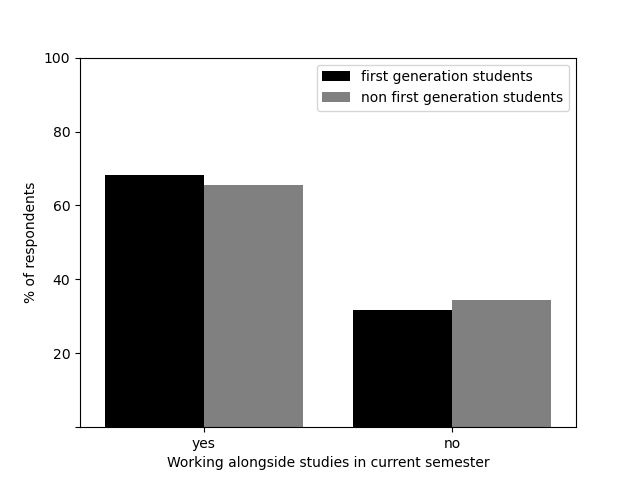 100
80
60
40
20
% of respondents
first generation students
non first generation students
yes no
Working alongside studies in current semester